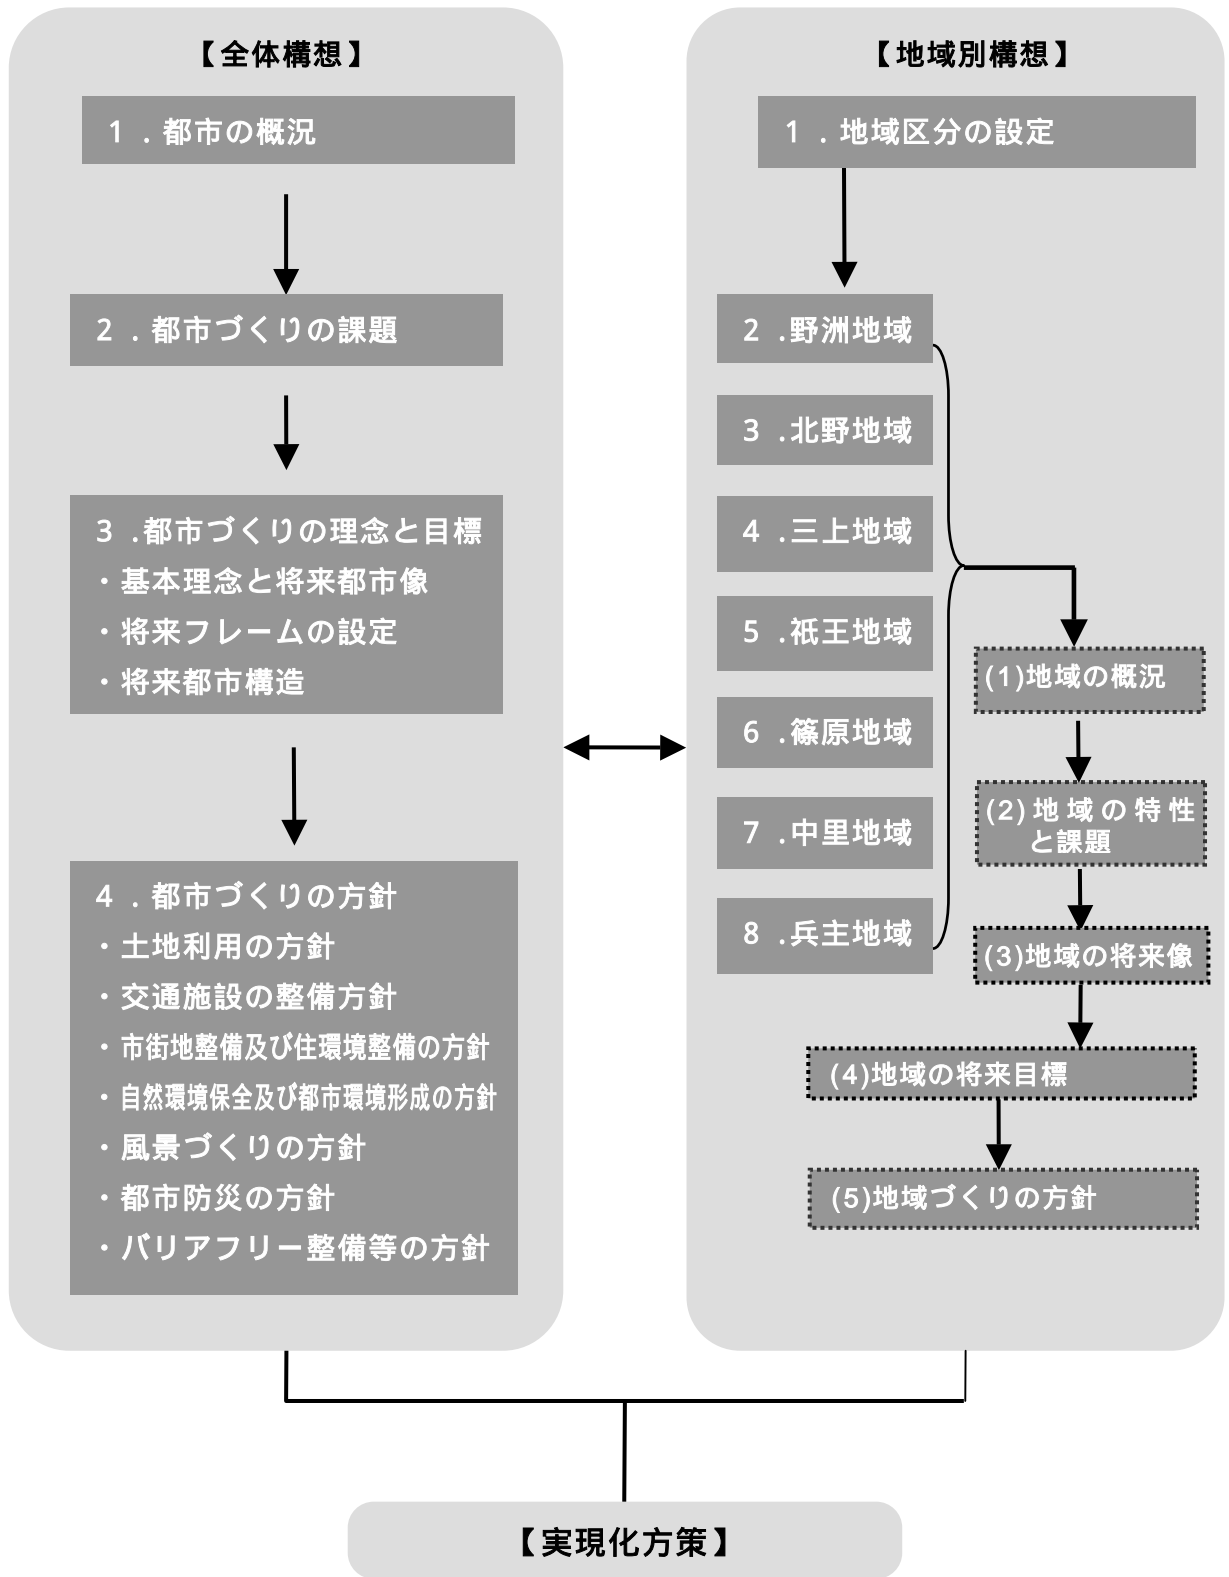 【全体構想】
1．都市の概況
2．都市づくりの課題
3．都市づくりの理念と目標
・基本理念と将来都市像
・将来フレームの設定
・将来都市構造
4．都市づくりの方針
・土地利用の方針
・交通施設の整備方針
・市街地整備及び住環境整備の方針
・自然環境保全及び都市環境形成の方針
・風景づくりの方針
・都市防災の方針
・バリアフリー整備等の方針
【地域別構想】
1．地域区分の設定
2．野洲地域
3．北野地域
4．三上地域
5．祇王地域
6．篠原地域
7．中里地域
8．兵主地域
(1)地域の概況
(2)地域の特性
と課題
(3)地域の将来像
(4)地域の将来目標
(5)地域づくりの方針
【実現化方策】